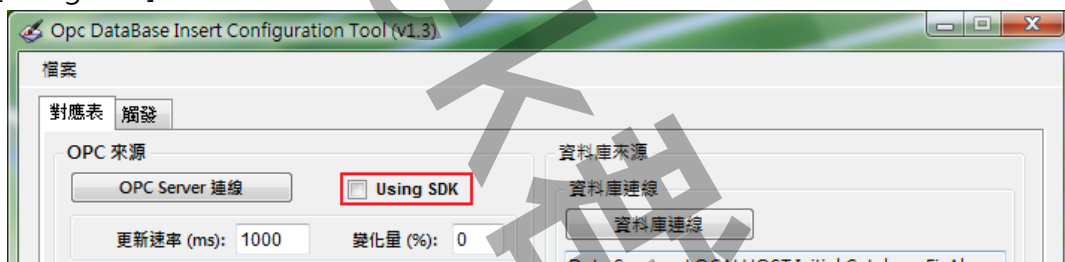 Opc DataBase Insert Configuration Tool (v1.3)
檔案
對應表 觸發
OPC 來源
資料庫來源
OPC Server 連線
Using SDK
資料庫連線
資料庫連線
更新速率 (ms): 1000
變化量 (%): 0